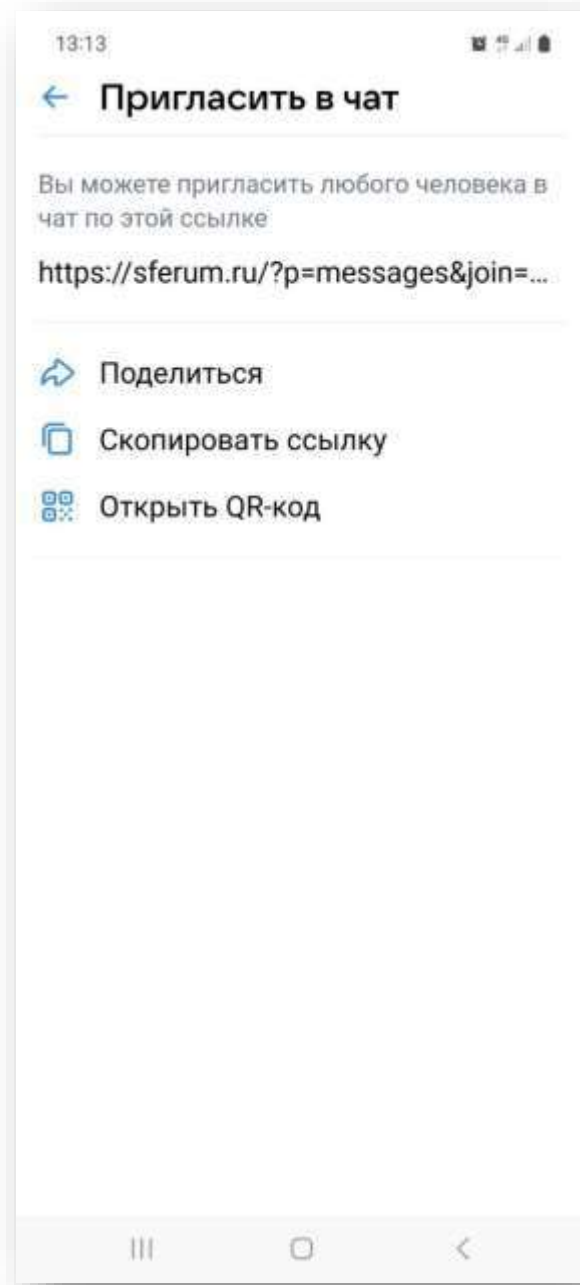 13:13
Пригласить в чат
Вы можете пригласить любого человека в
чат по этой ссылке
https://sferum.ru/?p=messages&join=...
Поделиться
Скопировать ссылку
Открыть QR-код